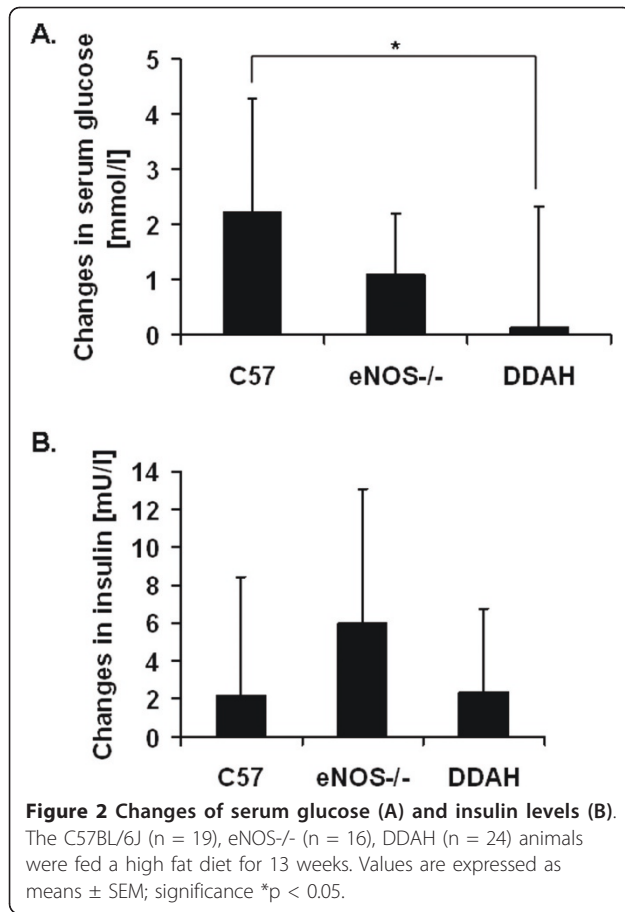 A.
*
Changes in serum glucose
[mmol/l]
5
4
3
2
1
0
C57 eNOS-/- DDAH
B.
Changes in insulin [mU/l]
14
12
10
8
6
4
2
0
C57 eNOS-/- DDAH
Figure 2 Changes of serum glucose (A) and insulin levels (B).
The C57BL/6J (n = 19), eNOS-/- (n = 16), DDAH (n = 24) animals
were fed a high fat diet for 13 weeks. Values are expressed as
means ± SEM; significance *p < 0.05.